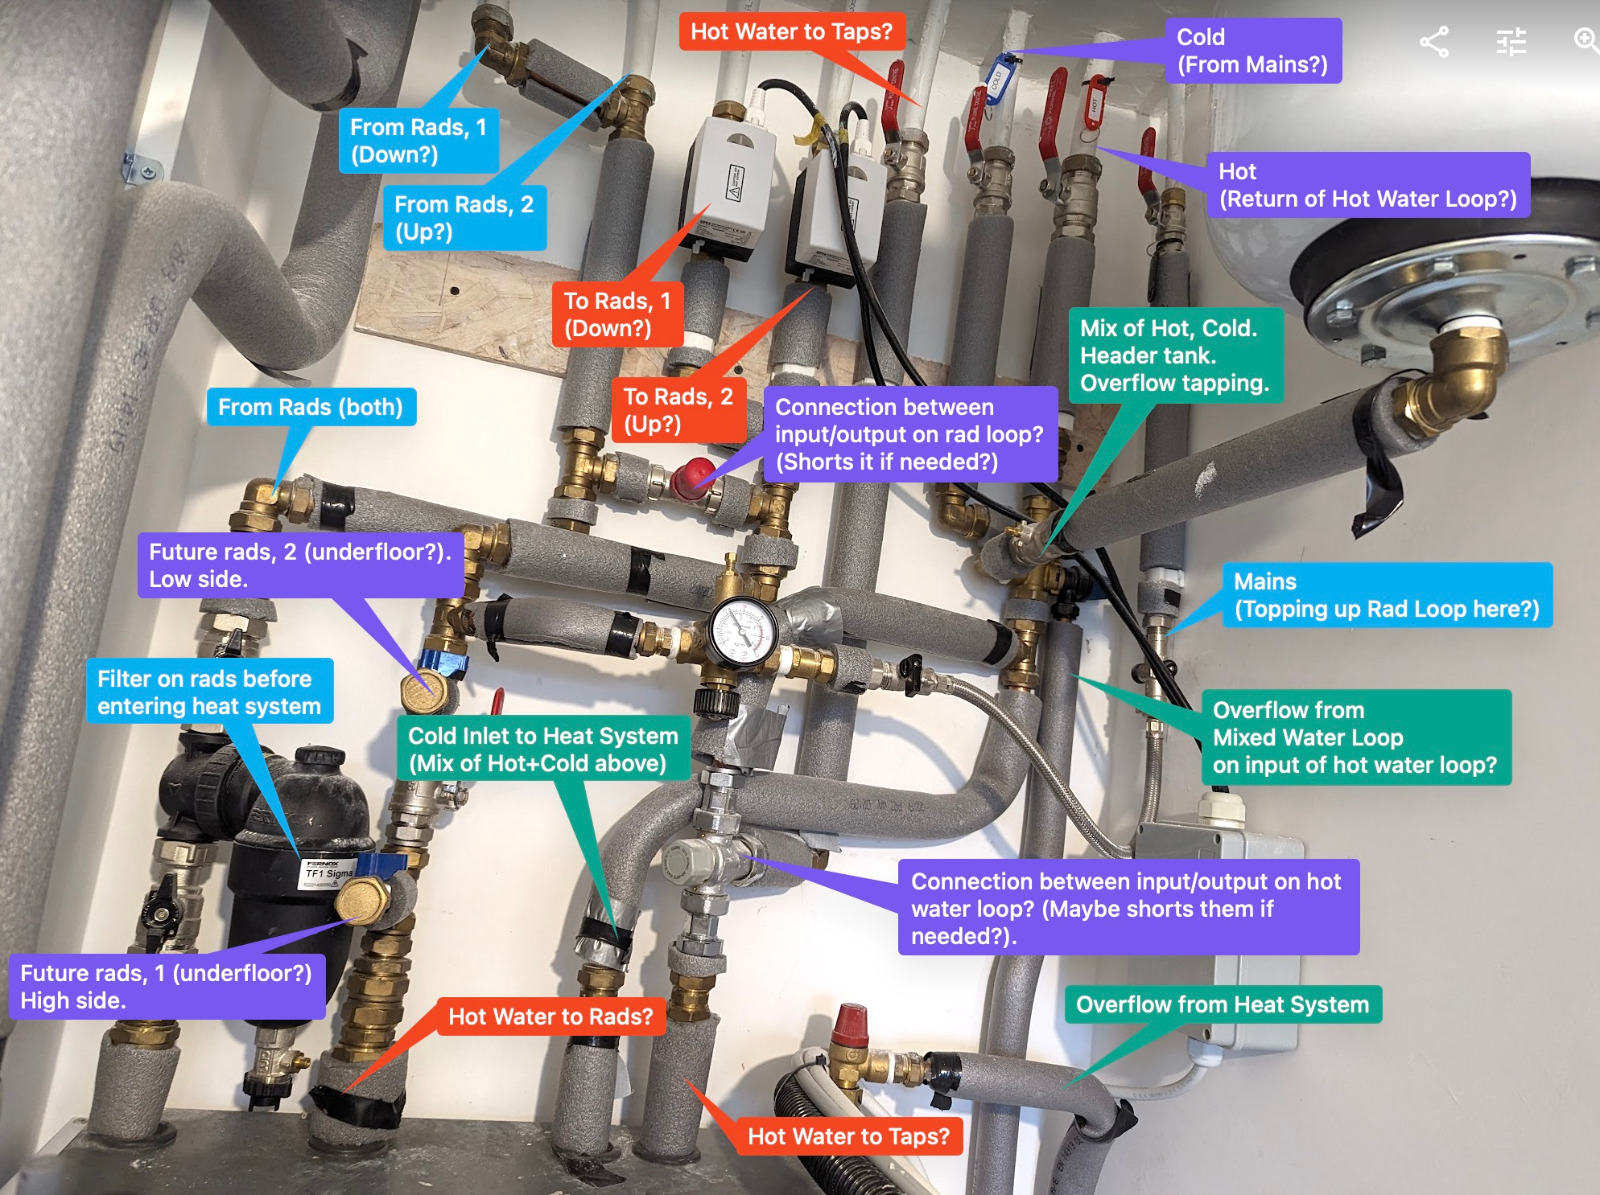 Hot Water to Taps?
Cold
(From Mains?)
COLD
HOT
From Rads, 1
(Down?)
Hot
(Return of Hot Water Loop?)
From Rads, 2
(Up?)
To Rads, 1
(Down?)
Mix of Hot, Cold.
Header tank.
Overflow tapping.
To Rads, 2
(Up?)
From Rads (both)
Connection between
input/output on rad loop?
(Shorts it if needed?)
Future rads, 2 (underfloor?).
Low side.
Mains
(Topping up Rad Loop here?)
Filter on rads before
entering heat system
Overflow from
Mixed Water Loop
on input of hot water loop?
Cold Inlet to Heat System
(Mix of Hot+Cold above)
FERNOX
TF1 Sigma
Connection between input/output on hot
water loop? (Maybe shorts them if
needed?).
Future rads, 1 (underfloor?)
High side.
Hot Water to Rads?
Overflow from Heat System
Hot Water to Taps?